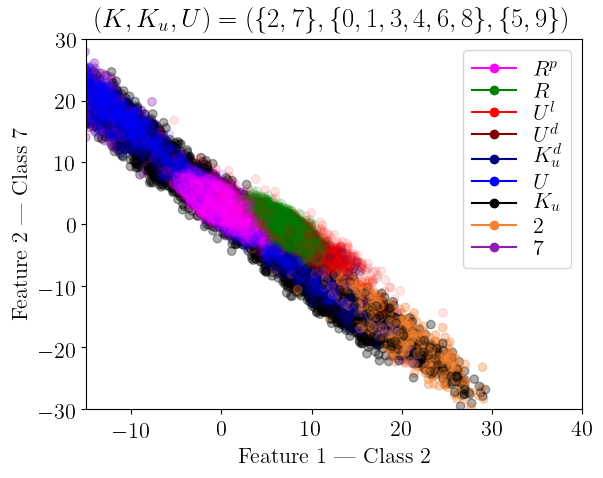 (K, K_u, U) = ({2, 7}, {0, 1, 3, 4, 6, 8}, {5, 9})
30
20
10
0
−10
−20
−30
Feature 2 — Class 7
R^p
R
U^l
U^d
K_u^d
U
K_u
2
7
−10
0
10
20
30
40
Feature 1 — Class 2